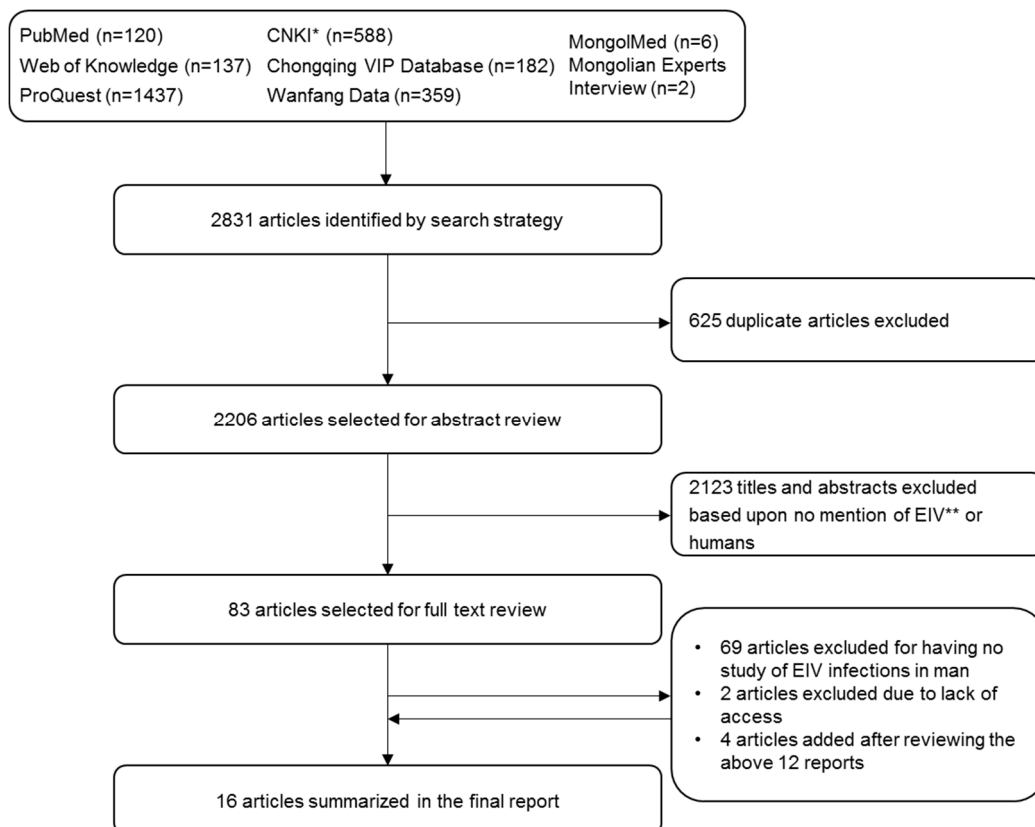 PubMed (n=120)
Web of Knowledge (n=137)
ProQuest (n=1437)
CNKI* (n=588)
Chongqing VIP Database (n=182)
Wanfang Data (n=359)
MongolMed (n=6)
Mongolian Experts
Interview (n=2)
2831 articles identified by search strategy
625 duplicate articles excluded
2206 articles selected for abstract review
2123 titles and abstracts excluded
based upon no mention of EIV** or
humans
83 articles selected for full text review
• 69 articles excluded for having no
study of EIV infections in man
• 2 articles excluded due to lack of
access
• 4 articles added after reviewing the
above 12 reports
16 articles summarized in the final report